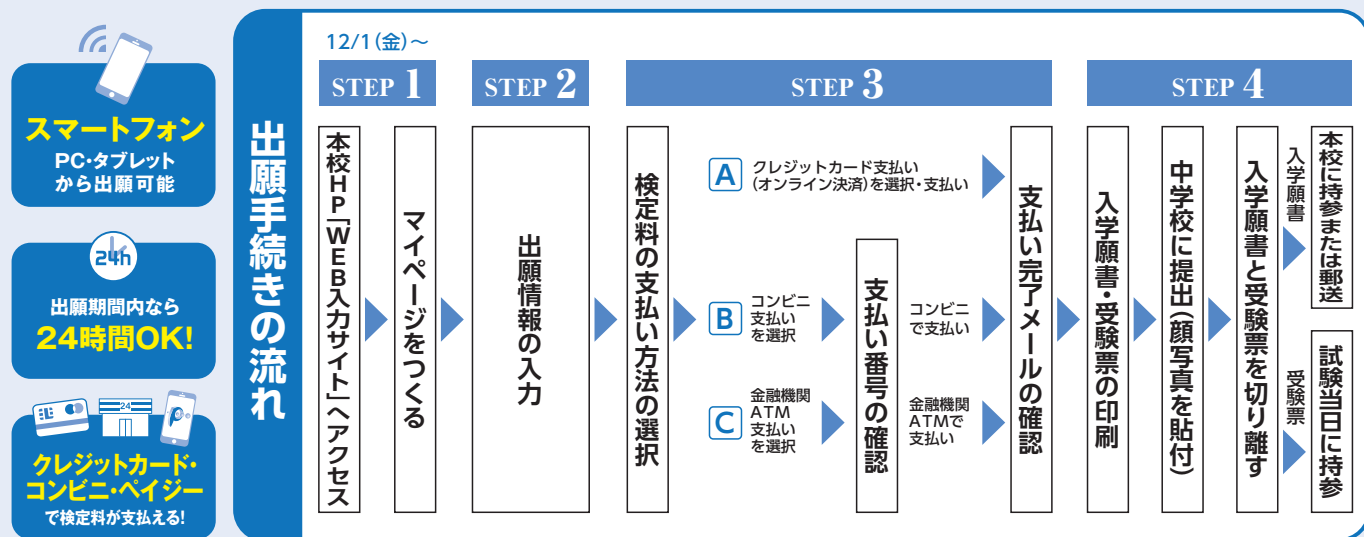 スマートフォン
PC・タブレット
から出願可能
24h
出願期間内なら
24時間OK!
24
クレジットカード・
コンビニ・ペイジー
で検定料が支払える!
出願手続きの流れ
12/1(金)～
STEP 1
本校HP「WEB入力サイト」へアクセス
マイページをつくる
STEP 2
出願情報の入力
STEP 3
検定料の支払い方法の選択
A
クレジットカード支払い
(オンライン決済)を選択・支払い
B
コンビニ
支払い
を選択
C
金融機関
ATM
支払い
を選択
支払い番号の確認
コンビニ
で支払い
金融機関
ATMで
支払い
支払い完了メールの確認
STEP 4
入学願書・受験票の印刷
中学校に提出(顔写真を貼付)
入学願書と受験票を切り離す
入学願書
本校に持参または郵送
受験票
試験当日に持参